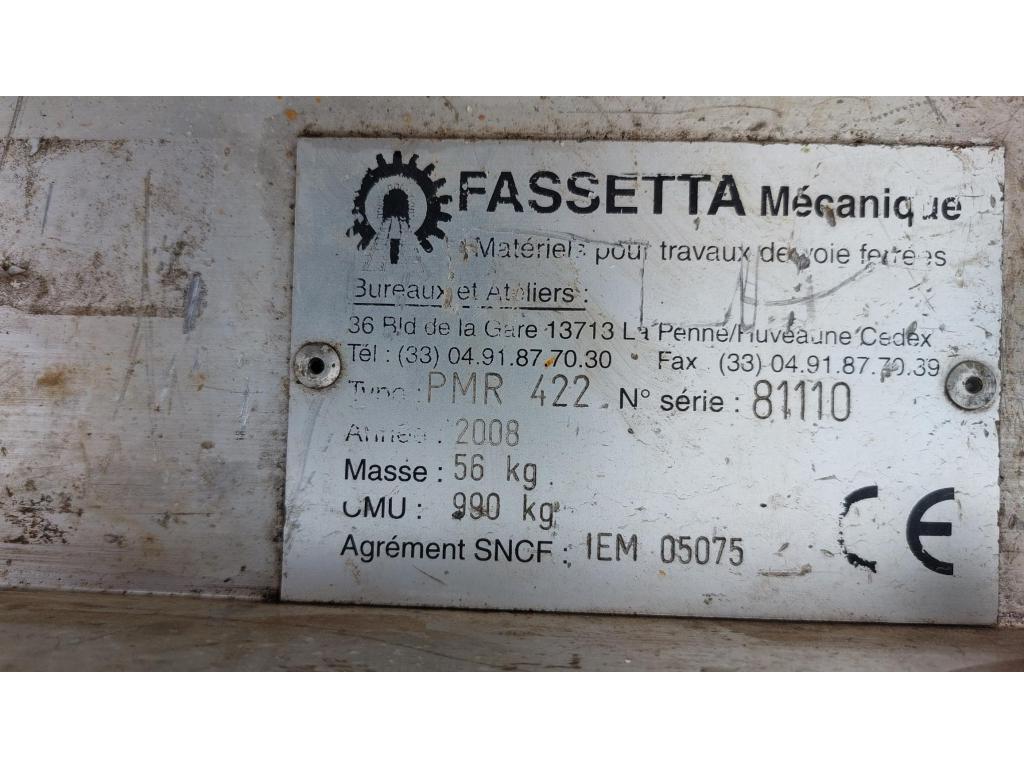 FASSETTA Mécanique
Matériels pour travaux de voie ferrées
Bureaux et Ateliers :
36 Bld de la Gare 13713 La Penne/Huveaune Cedex
Tél : (33) 04.91.87.70.30 Fax (33) 04.91.87.70.39
Type : PMR 422 N° série : 81110
Année : 2008
Masse : 56 kg
CMU : 990 kg
Agrément SNCF : IEM 05075
CE